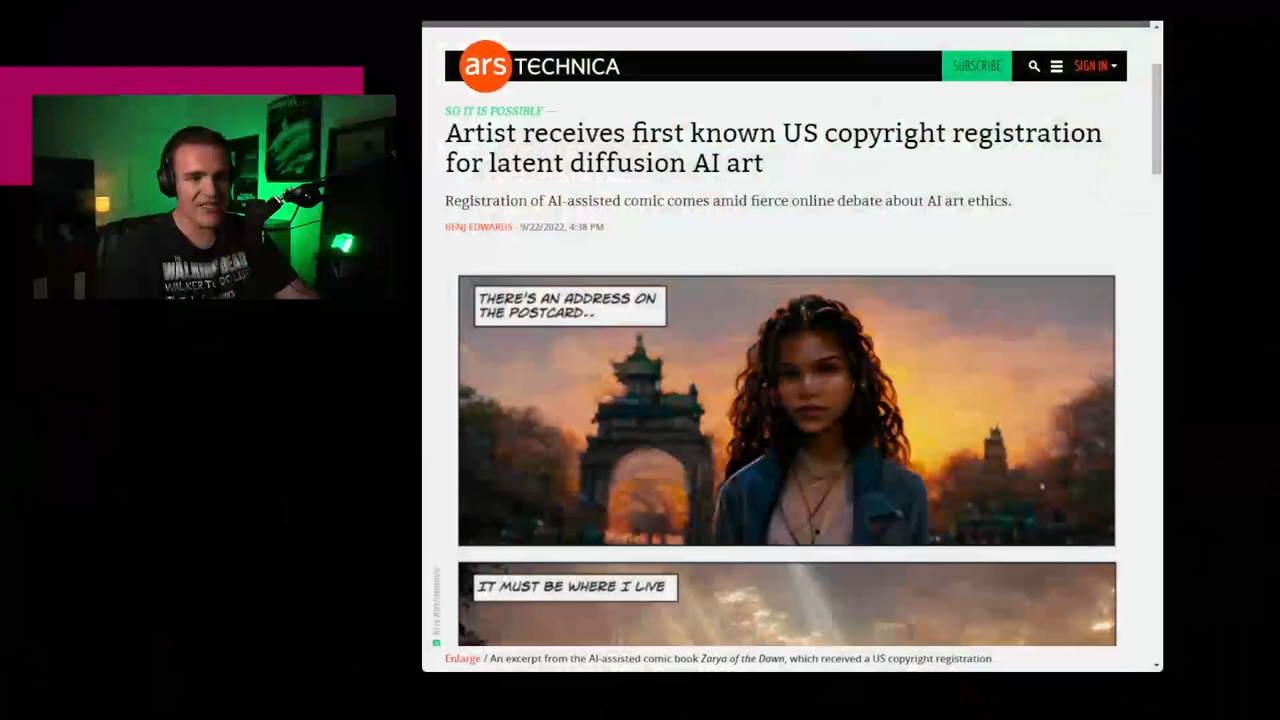 ars TECHNICA
SUBSCRIBE
SIGN IN
SO IT IS POSSIBLE —
Artist receives first known US copyright registration
for latent diffusion AI art
Registration of AI-assisted comic comes amid fierce online debate about AI art ethics.
BENJ EDWARDS - 9/22/2022, 4:38 PM
THERE'S AN ADDRESS ON
THE POSTCARD--
IT MUST BE WHERE I LIVE
Enlarge / An excerpt from the AI-assisted comic book Zarya of the Dawn, which received a US copyright registration
WALKING DEAD